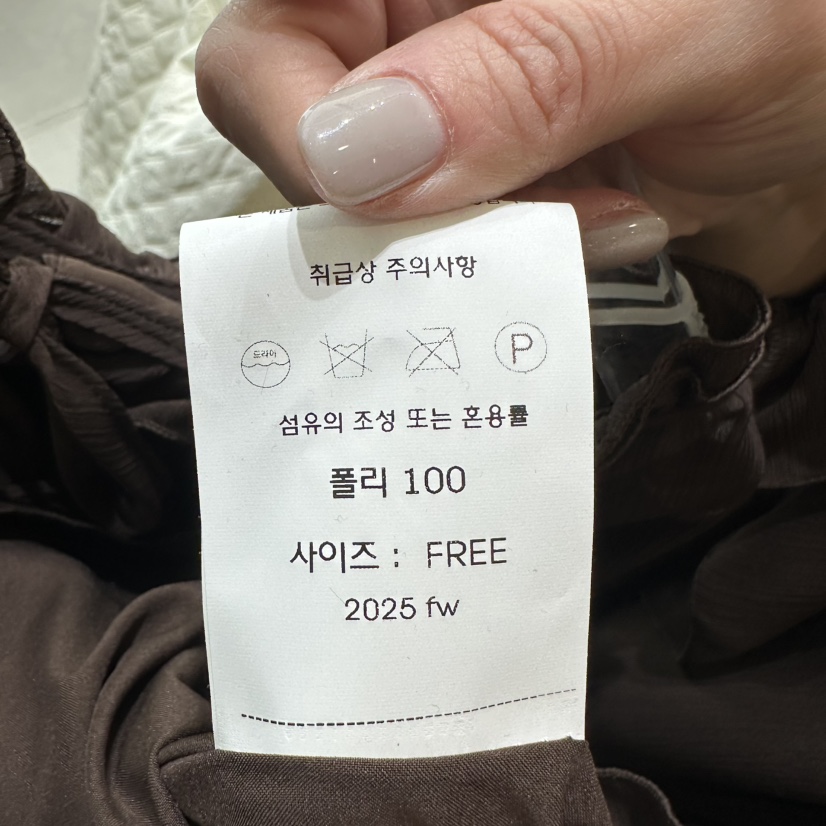 취급상 주의사항
드라이
P
섬유의 조성 또는 혼용률
폴리 100
사이즈 : FREE
2025 fw